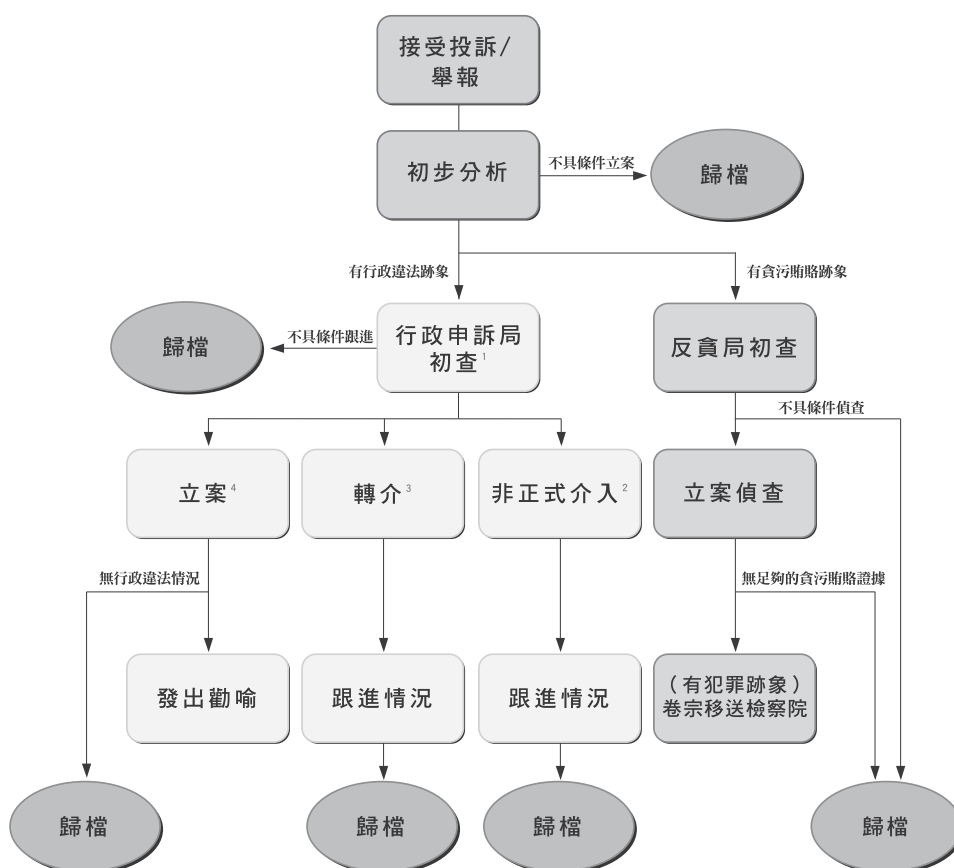 接受投訴/
舉報
初步分析
不具條件立案
歸檔
有行政違法跡象
有貪污賄賂跡象
歸檔
不具條件跟進
行政申訴局
初查1
反貪局初查
不具條件偵查
立案4
轉介3
非正式介入2
立案偵查
無行政違法情況
無足夠的貪污賄賂證據
發出勸喻
跟進情況
跟進情況
(有犯罪跡象)
卷宗移送檢察院
歸檔
歸檔
歸檔
歸檔